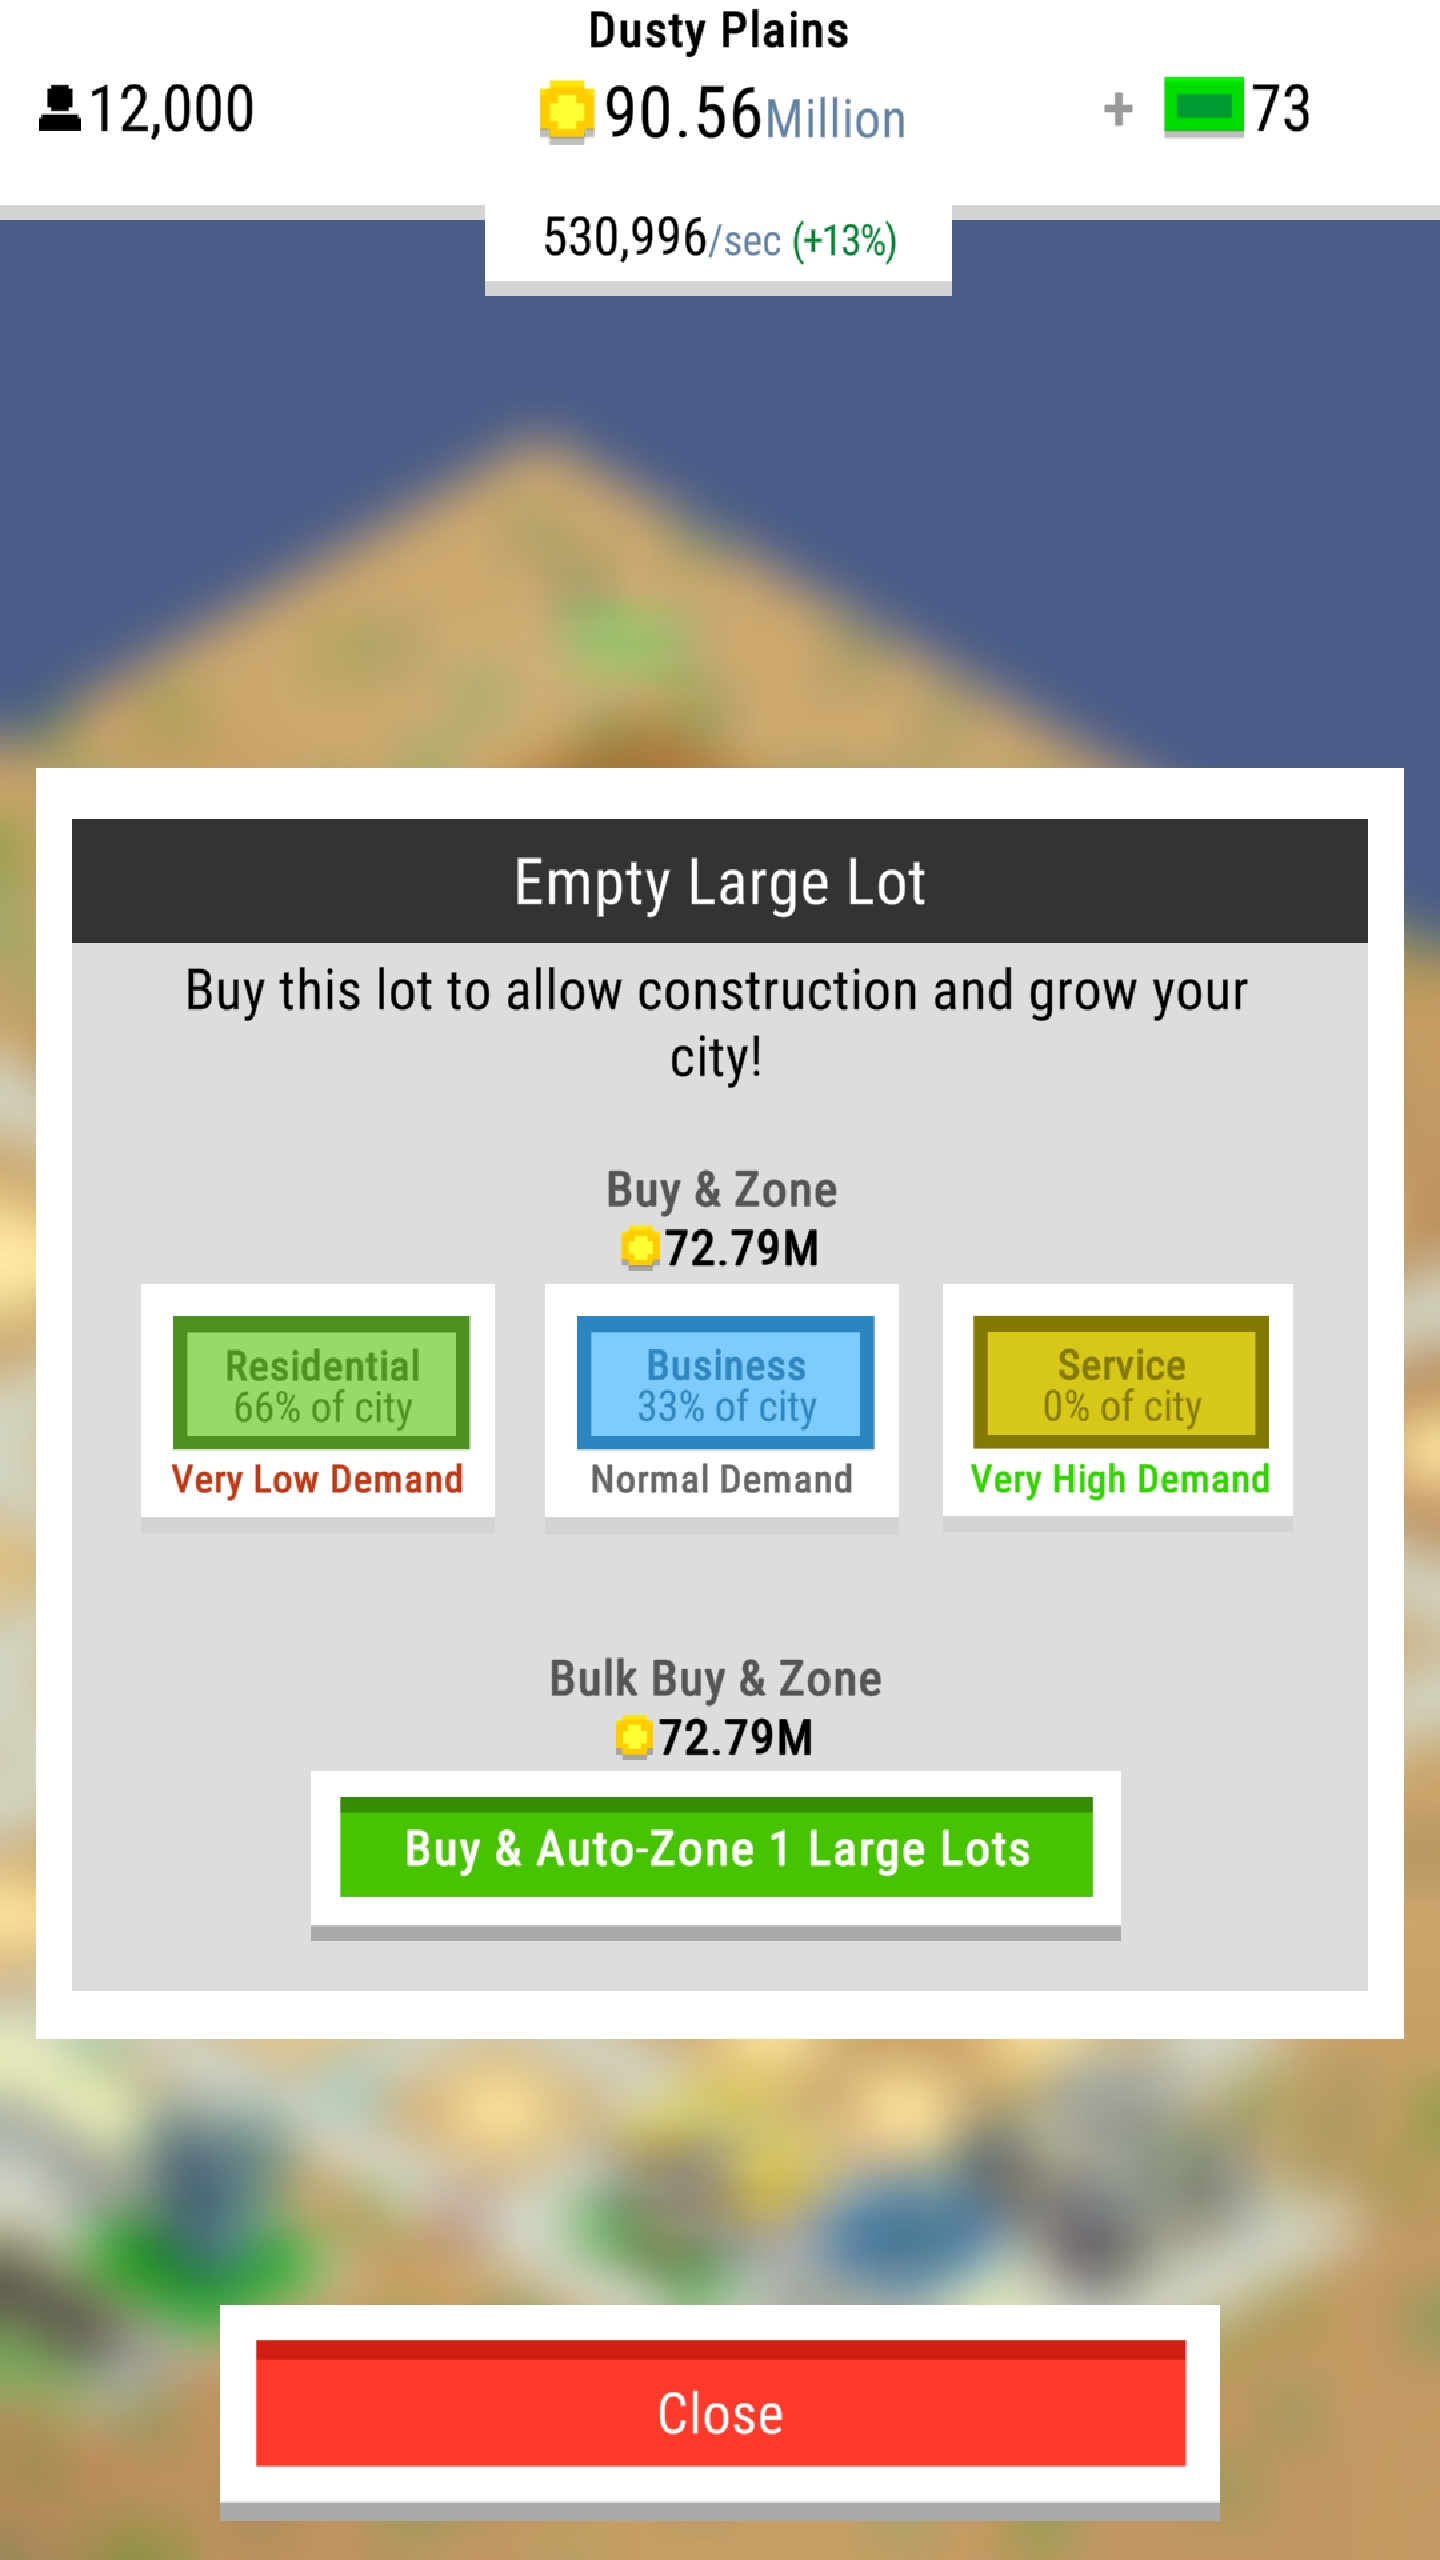 Dusty Plains
12,000
90.56Million
+ 73
530,996/sec (+13%)
Empty Large Lot
Buy this lot to allow construction and grow your
city!
Buy & Zone
72.79M
Residential
66% of city
Very Low Demand
Business
33% of city
Normal Demand
Service
0% of city
Very High Demand
Bulk Buy & Zone
72.79M
Buy & Auto-Zone 1 Large Lots
Close